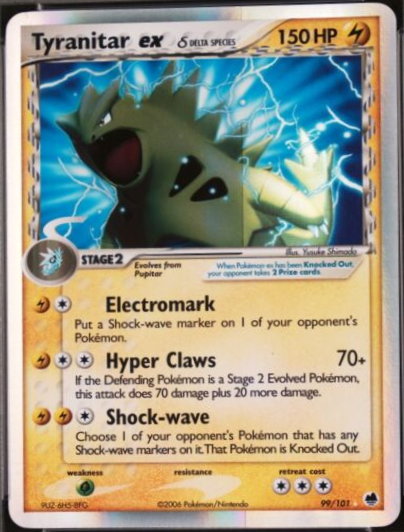 Tyranitar ex δ DELTA SPECIES 150 HP
Illus. Yusuke Shimada
STAGE2 Evolves from
Pupitar
When Pokémon-ex has been Knocked Out,
your opponent takes 2 Prize cards.
Electromark
Put a Shock-wave marker on 1 of your opponent's
Pokémon.
Hyper Claws 70+
If the Defending Pokémon is a Stage 2 Evolved Pokémon,
this attack does 70 damage plus 20 more damage.
Shock-wave
Choose 1 of your opponent's Pokémon that has any
Shock-wave markers on it. That Pokémon is Knocked Out.
weakness resistance retreat cost
9UZ 6H5 8FG ©2006 Pokémon/Nintendo 99/101